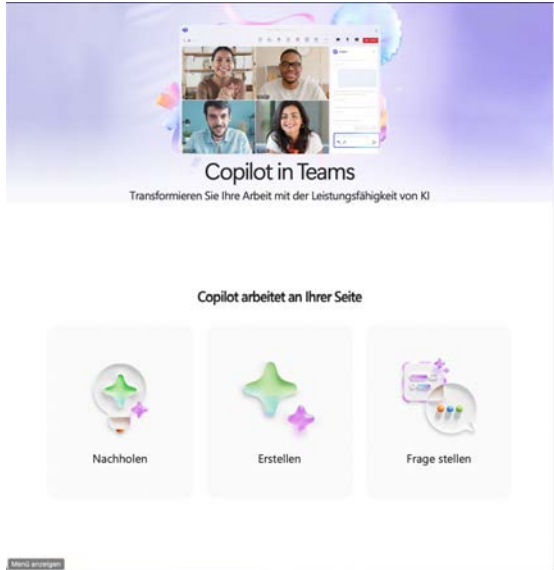 Copilot in Teams
Transformieren Sie Ihre Arbeit mit der Leistungsfähigkeit von KI
Copilot arbeitet an Ihrer Seite
Nachholen
Erstellen
Frage stellen
Menü anzeigen